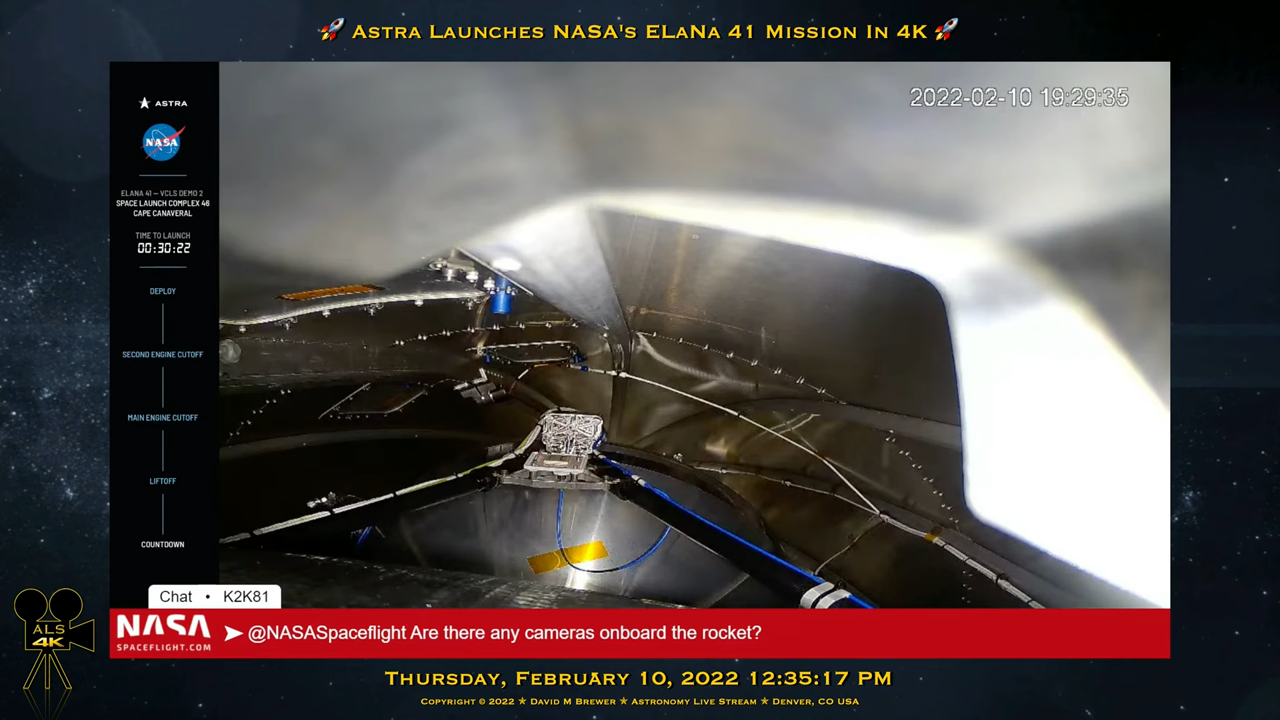 🚀 Astra Launches NASA's ELaNa 41 Mission In 4K 🚀
2022-02-10 19:29:35
ASTRA
NASA
ELANA 41 – VCLS DEMO 2
SPACE LAUNCH COMPLEX 46
CAPE CANAVERAL
TIME TO LAUNCH
00:30:22
DEPLOY
SECOND ENGINE CUTOFF
MAIN ENGINE CUTOFF
LIFTOFF
COUNTDOWN
Chat • K2K81
NASA
SPACEFLIGHT.COM
➤ @NASASpaceflight Are there any cameras onboard the rocket?
ALS
4K
Thursday, February 10, 2022 12:35:17 PM
Copyright © 2022 ★ David M Brewer ★ Astronomy Live Stream ★ Denver, CO USA